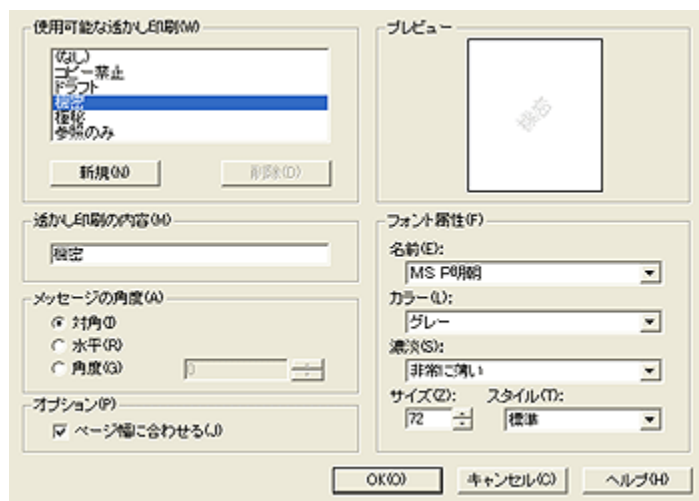 使用可能な透かし印刷(W)
(なし)
コピー禁止
ドラフト
機密
極秘
参照のみ
新規(N)
削除(D)
透かし印刷の内容(M)
機密
メッセージの角度(A)
対角(I)
水平(R)
角度(G)
0
オプション(P)
ページ幅に合わせる(J)
プレビュー
機密
フォント属性(F)
名前(E):
MS P明朝
カラー(L):
グレー
濃淡(S):
非常に薄い
サイズ(Z):
スタイル(T):
72
標準
OK(O)
キャンセル(C)
ヘルプ(H)